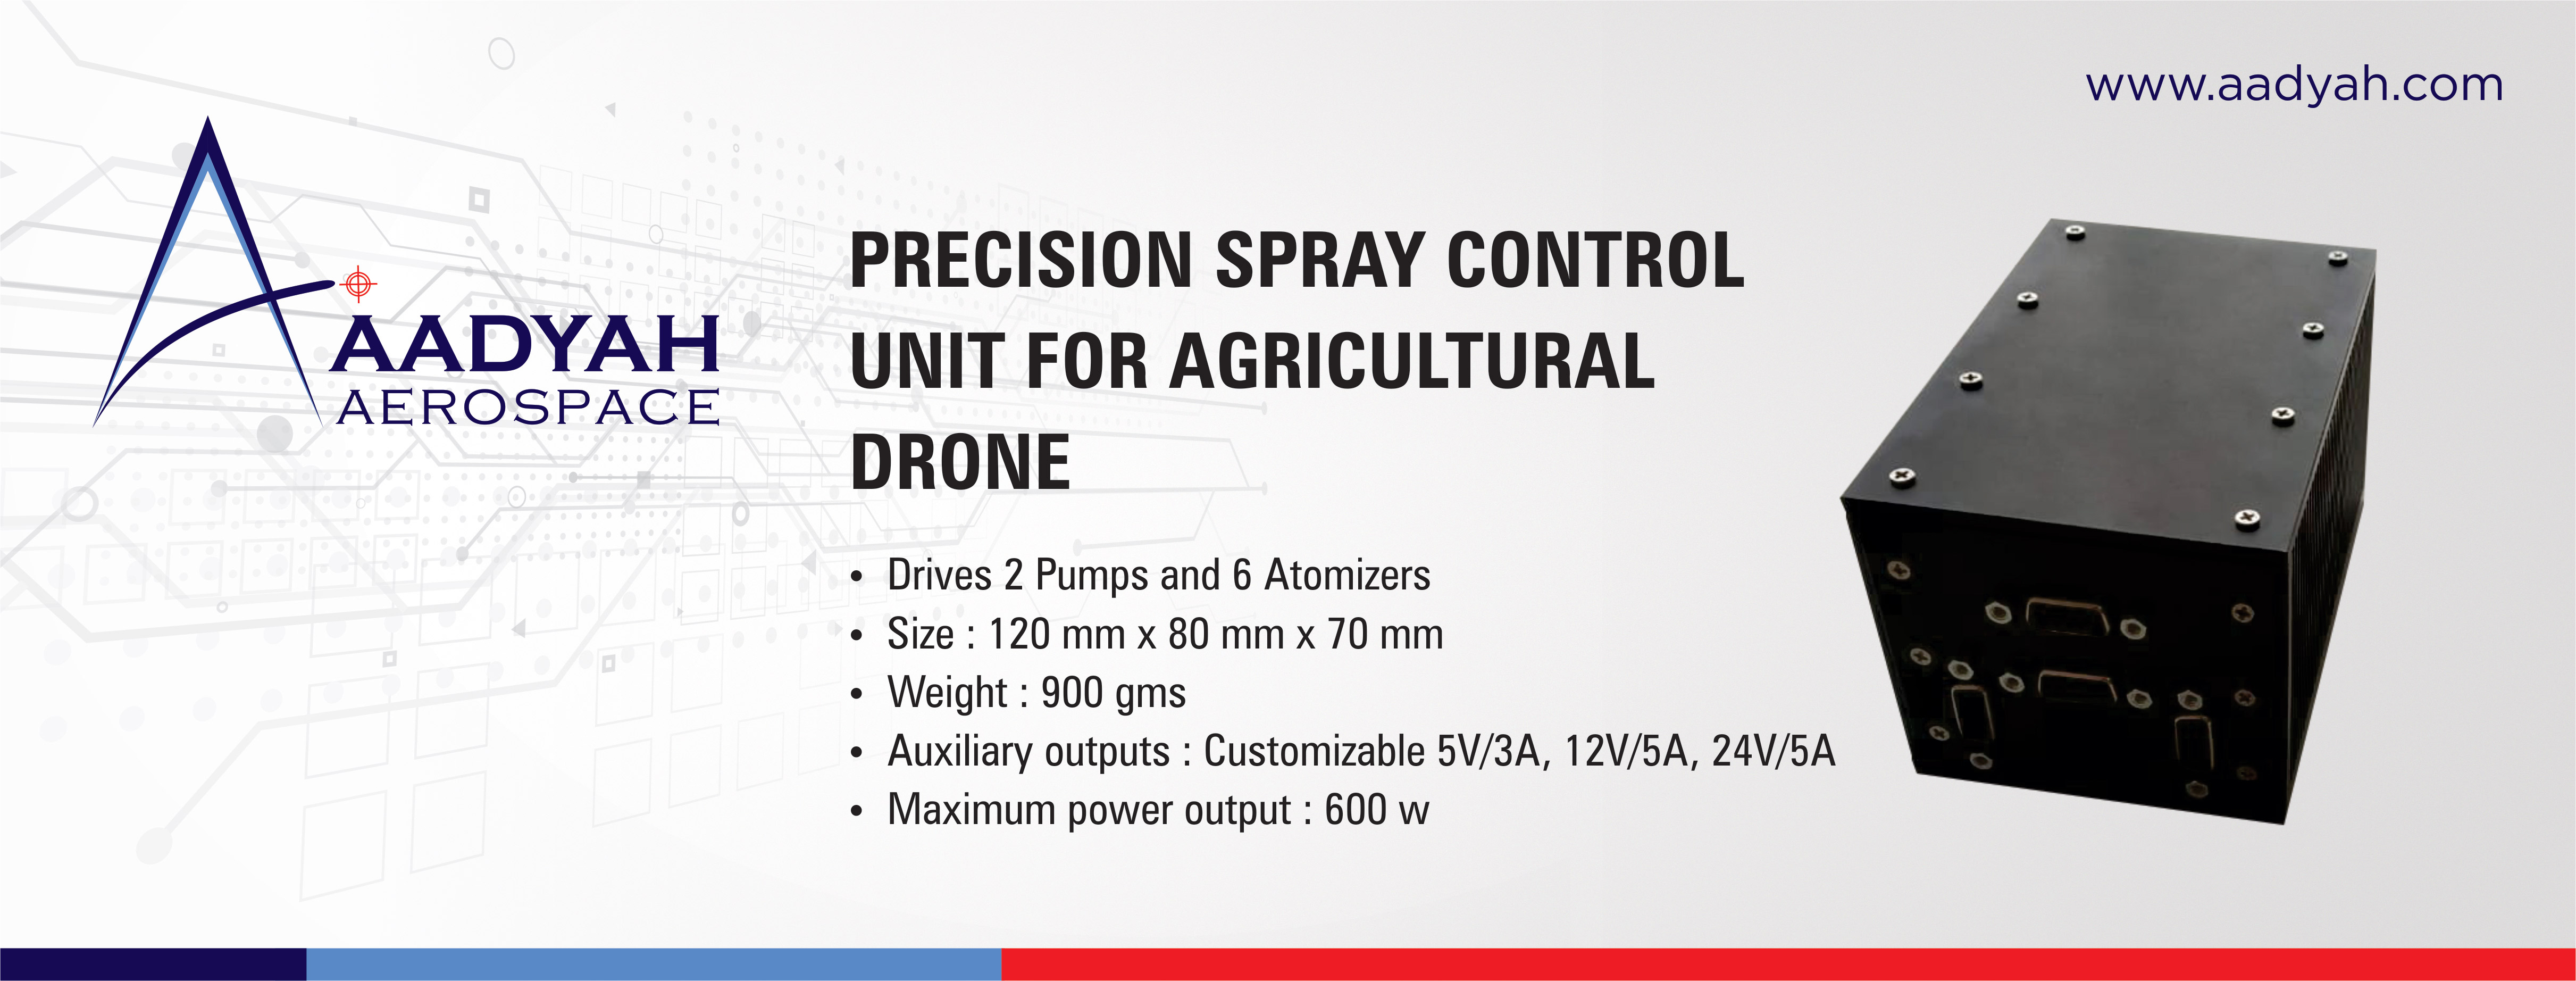 www.aadyah.com
AADYAH
AEROSPACE
PRECISION SPRAY CONTROL
UNIT FOR AGRICULTURAL
DRONE
• Drives 2 Pumps and 6 Atomizers
• Size : 120 mm x 80 mm x 70 mm
• Weight : 900 gms
• Auxiliary outputs : Customizable 5V/3A, 12V/5A, 24V/5A
• Maximum power output : 600 w